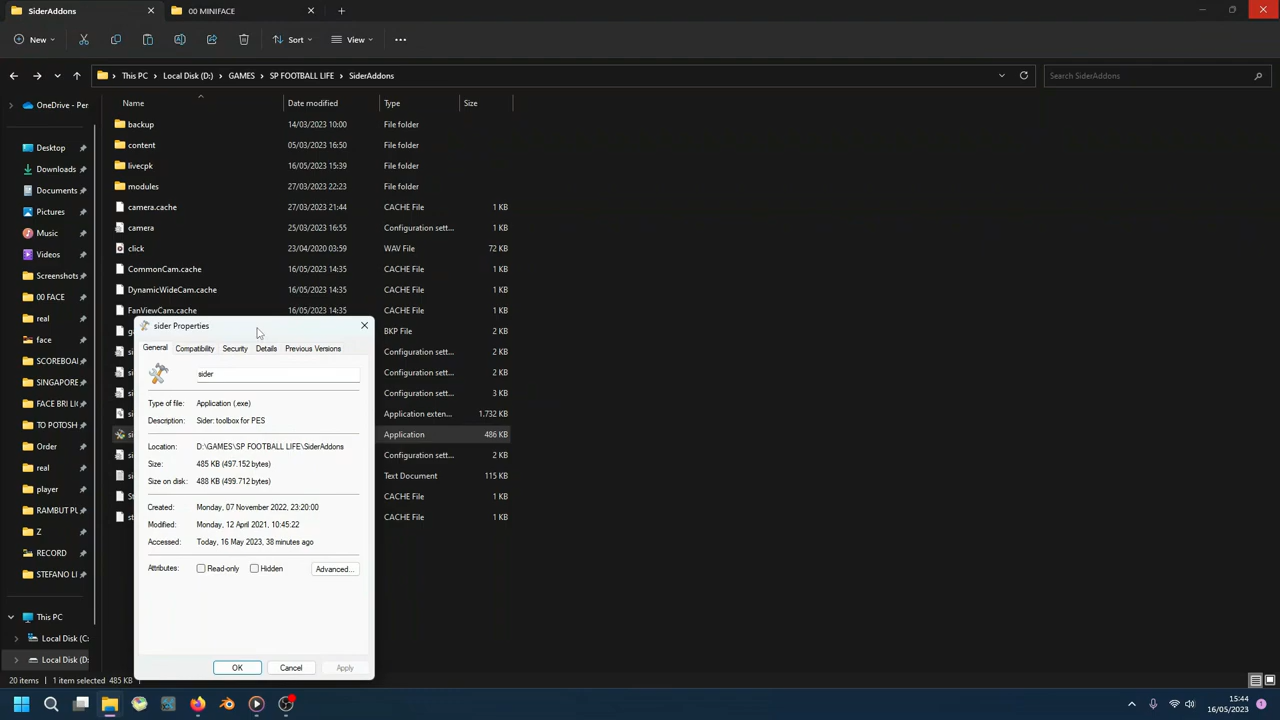 SiderAddons
00 MINIFACE
New
Sort
View
This PC > Local Disk (D:) > GAMES > SP FOOTBALL LIFE > SiderAddons
Search SiderAddons
Name Date modified Type Size
OneDrive - Per
Desktop
Downloads
Documents
Pictures
Music
Videos
Screenshots
00 FACE
real
face
SCOREBOAI
SINGAPORE
FACE BRI LIC
TO POTOSH
Order
real
player
RAMBUT PU
Z
RECORD
STEFANO LI
This PC
Local Disk (C:
Local Disk (D:
backup 14/03/2023 10:00 File folder
content 05/03/2023 16:50 File folder
livecpk 16/05/2023 15:39 File folder
modules 27/03/2023 22:23 File folder
camera.cache 27/03/2023 21:44 CACHE File 1 KB
camera 25/03/2023 16:55 Configuration sett... 1 KB
click 23/04/2020 03:59 WAV File 72 KB
CommonCam.cache 16/05/2023 14:35 CACHE File 1 KB
DynamicWideCam.cache 16/05/2023 14:35 CACHE File 1 KB
FanViewCam.cache 16/05/2023 14:35 CACHE File 1 KB
BKP File 1 KB
Configuration sett... 2 KB
Configuration sett... 2 KB
Configuration sett... 3 KB
Application exten... 1.732 KB
Application 486 KB
Configuration sett... 2 KB
Text Document 115 KB
CACHE File 1 KB
CACHE File 1 KB
sider Properties
General Compatibility Security Details Previous Versions
sider
Type of file: Application (.exe)
Description: Sider: toolbox for PES
Location: D:\GAMES\SP FOOTBALL LIFE\SiderAddons
Size: 485 KB (497.152 bytes)
Size on disk: 488 KB (499.712 bytes)
Created: Monday, 07 November 2022, 23:20:00
Modified: Monday, 12 April 2021, 10:45:22
Accessed: Today, 16 May 2023, 38 minutes ago
Attributes: Read-only Hidden Advanced...
OK Cancel Apply
20 items 1 item selected 485 KB
15:44
16/05/2023
1